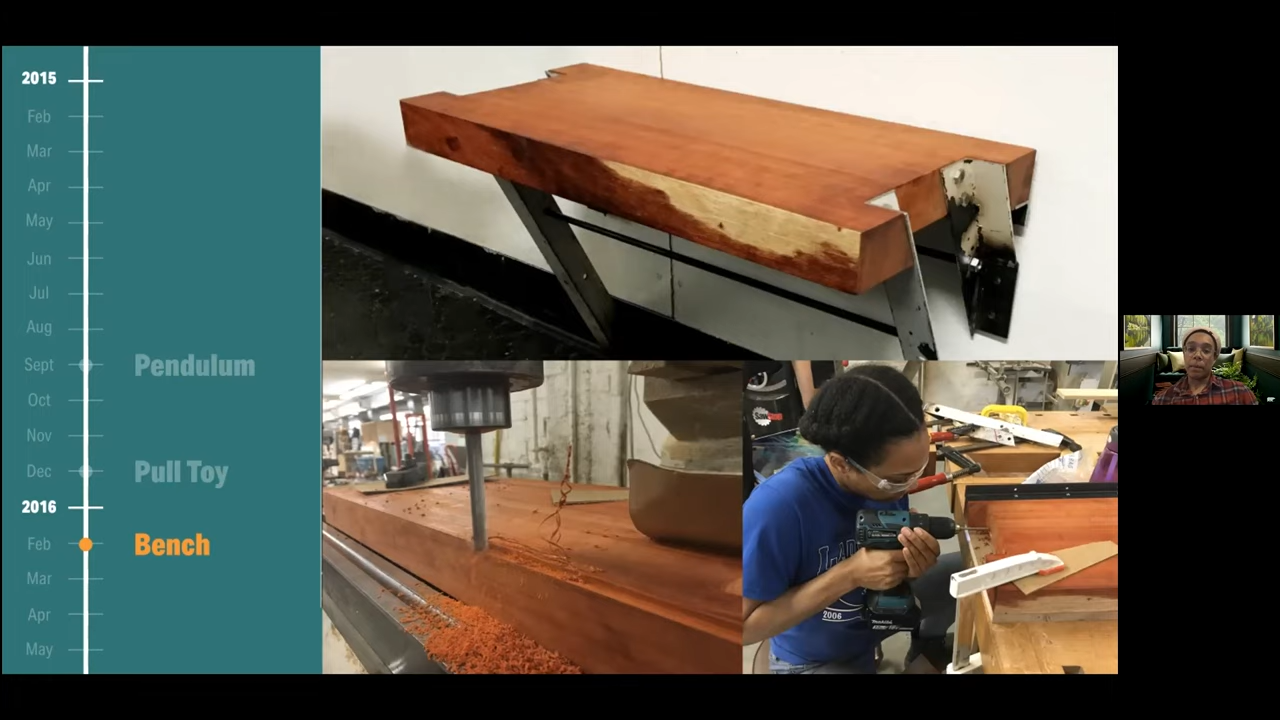 2015
Feb
Mar
Apr
May
Jun
Jul
Aug
Sept Pendulum
Oct
Nov
Dec Pull Toy
2016
Feb Bench
Mar
Apr
May
2006